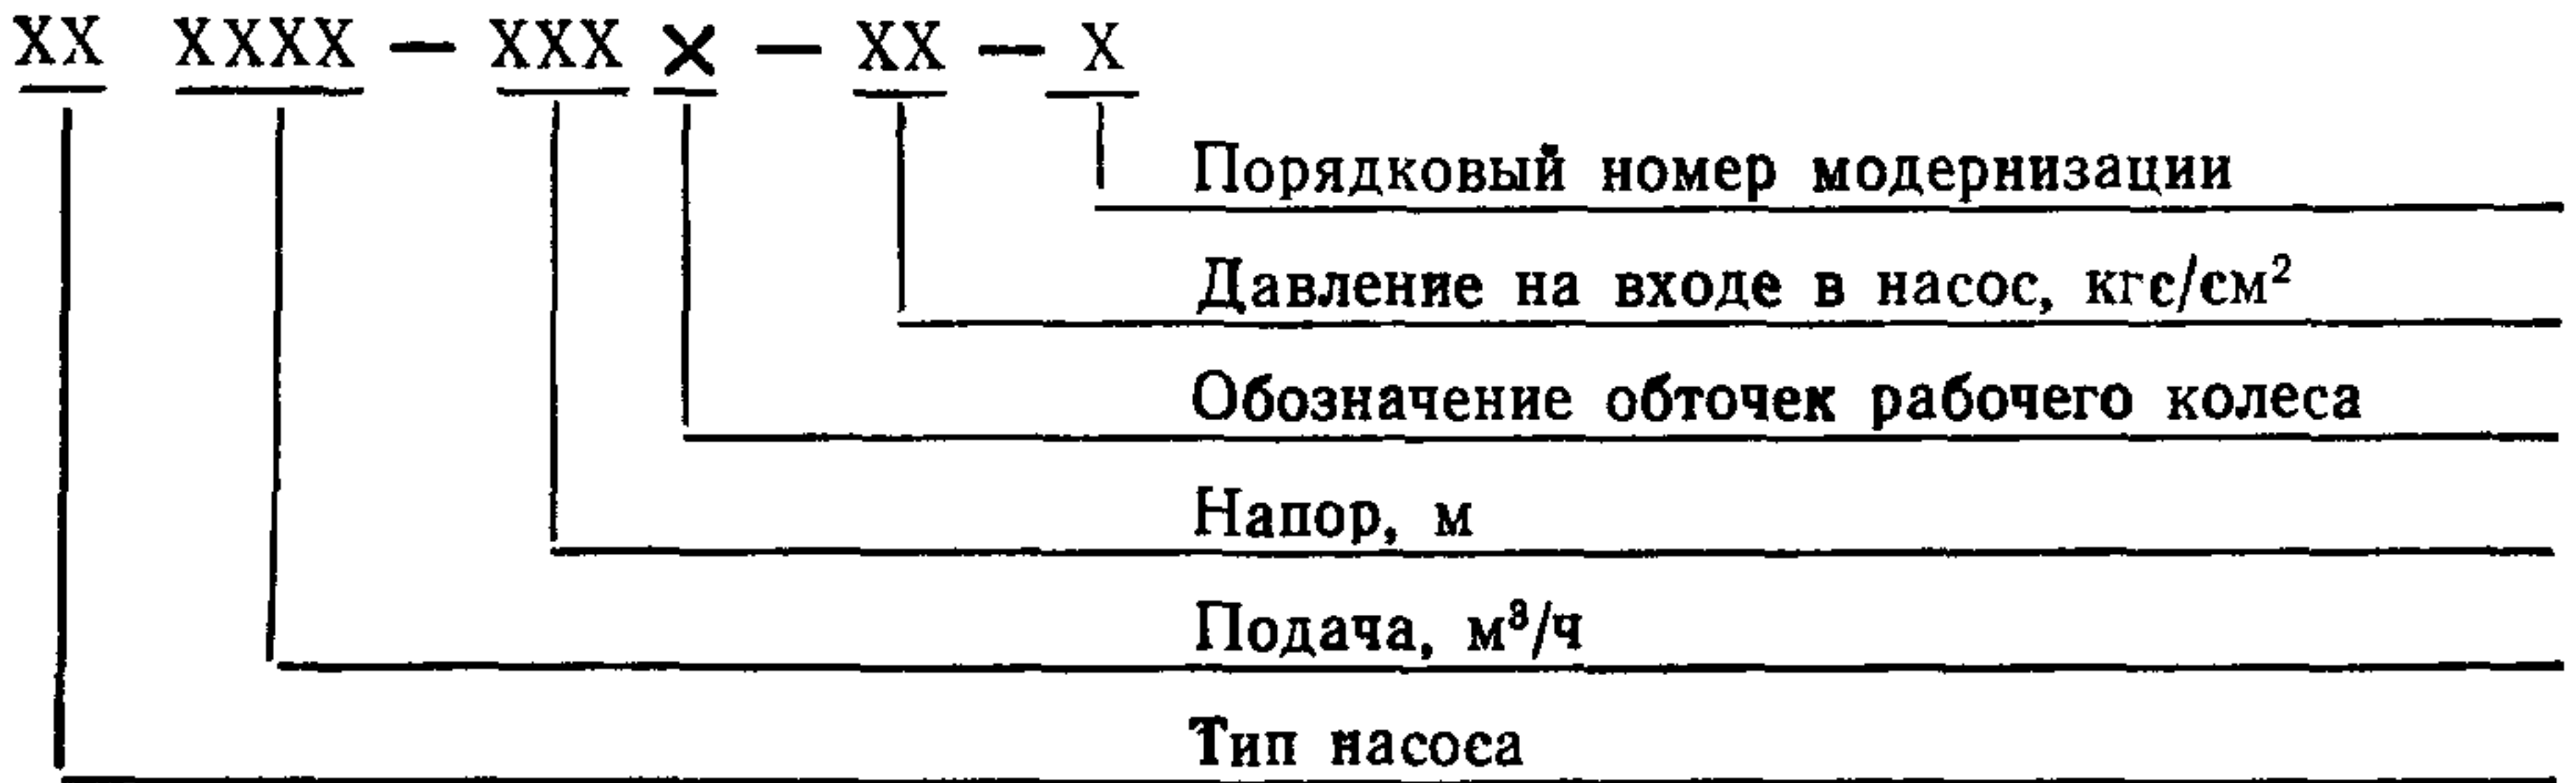 XX XXXX — XXX X — XX — X
Порядковый номер модернизации
Давление на входе в насос, кгс/см²
Обозначение обточек рабочего колеса
Напор, м
Подача, м³/ч
Тип насоса